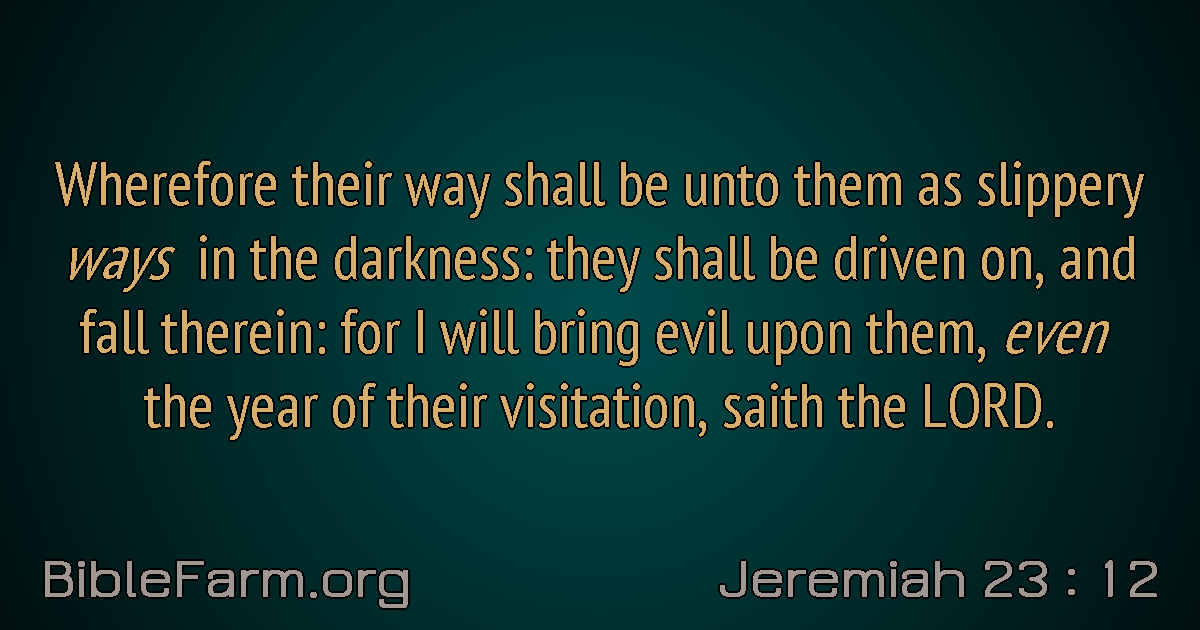 Wherefore their way shall be unto them as slippery
ways in the darkness: they shall be driven on, and
fall therein: for I will bring evil upon them, even
the year of their visitation, saith the LORD.
BibleFarm.org
Jeremiah 23 : 12